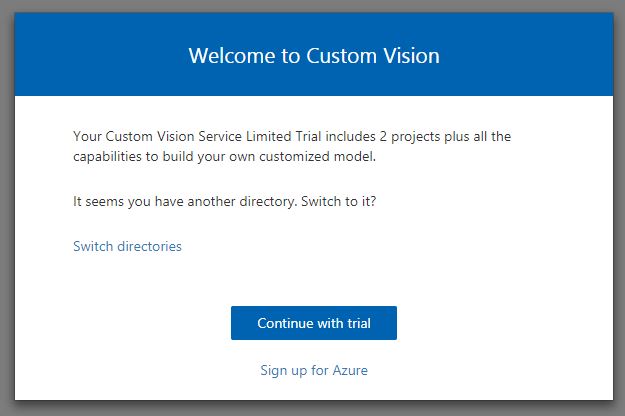 Welcome to Custom Vision
Your Custom Vision Service Limited Trial includes 2 projects plus all the
capabilities to build your own customized model.
It seems you have another directory. Switch to it?
Switch directories
Continue with trial
Sign up for Azure